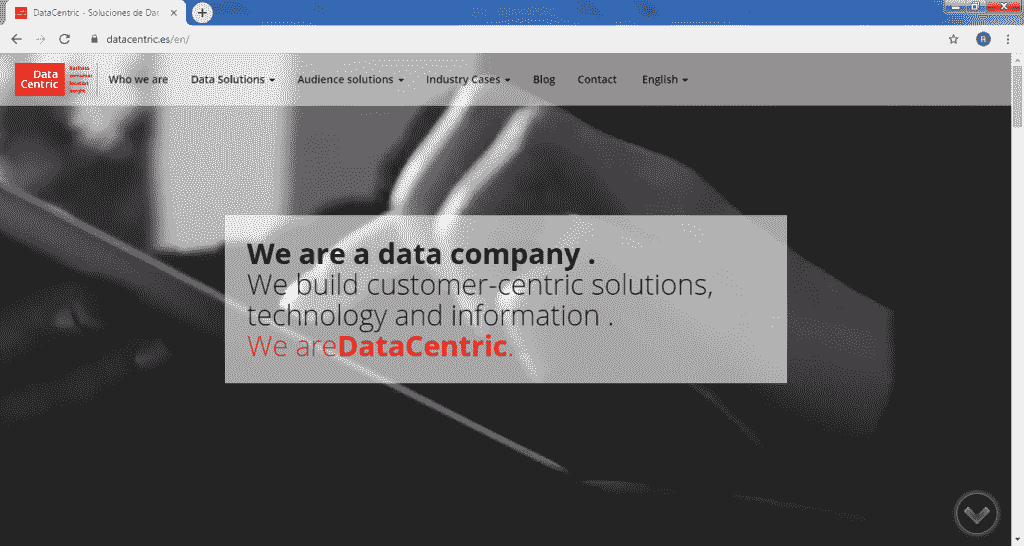 DataCentric - Soluciones de Da
datacentric.es/en/
Data
Centric
Who we are
Data Solutions
Audience solutions
Industry Cases
Blog
Contact
English
We are a data company .
We build customer-centric solutions,
technology and information .
We areDataCentric.